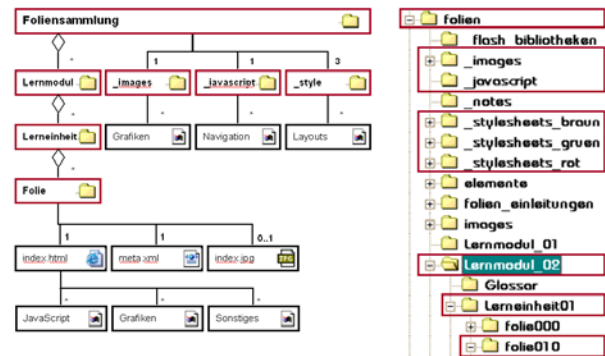 Foliensammlung
* 1 1 3
Lernmodul _images _javascript _style
* * * *
Lerneinheit Grafiken Navigation Layouts
*
Folie
1 1 0..1
index.html meta.xml index.jpg
JPG
* * *
JavaScript Grafiken Sonstiges
folien
_flash_bibliotheken
_images
_javascript
_notes
_stylesheets_braun
_stylesheets_gruen
_stylesheets_rot
elemente
folien_einleitungen
images
Lernmodul_01
Lernmodul_02
Glossar
Lerneinheit01
folie000
folie010